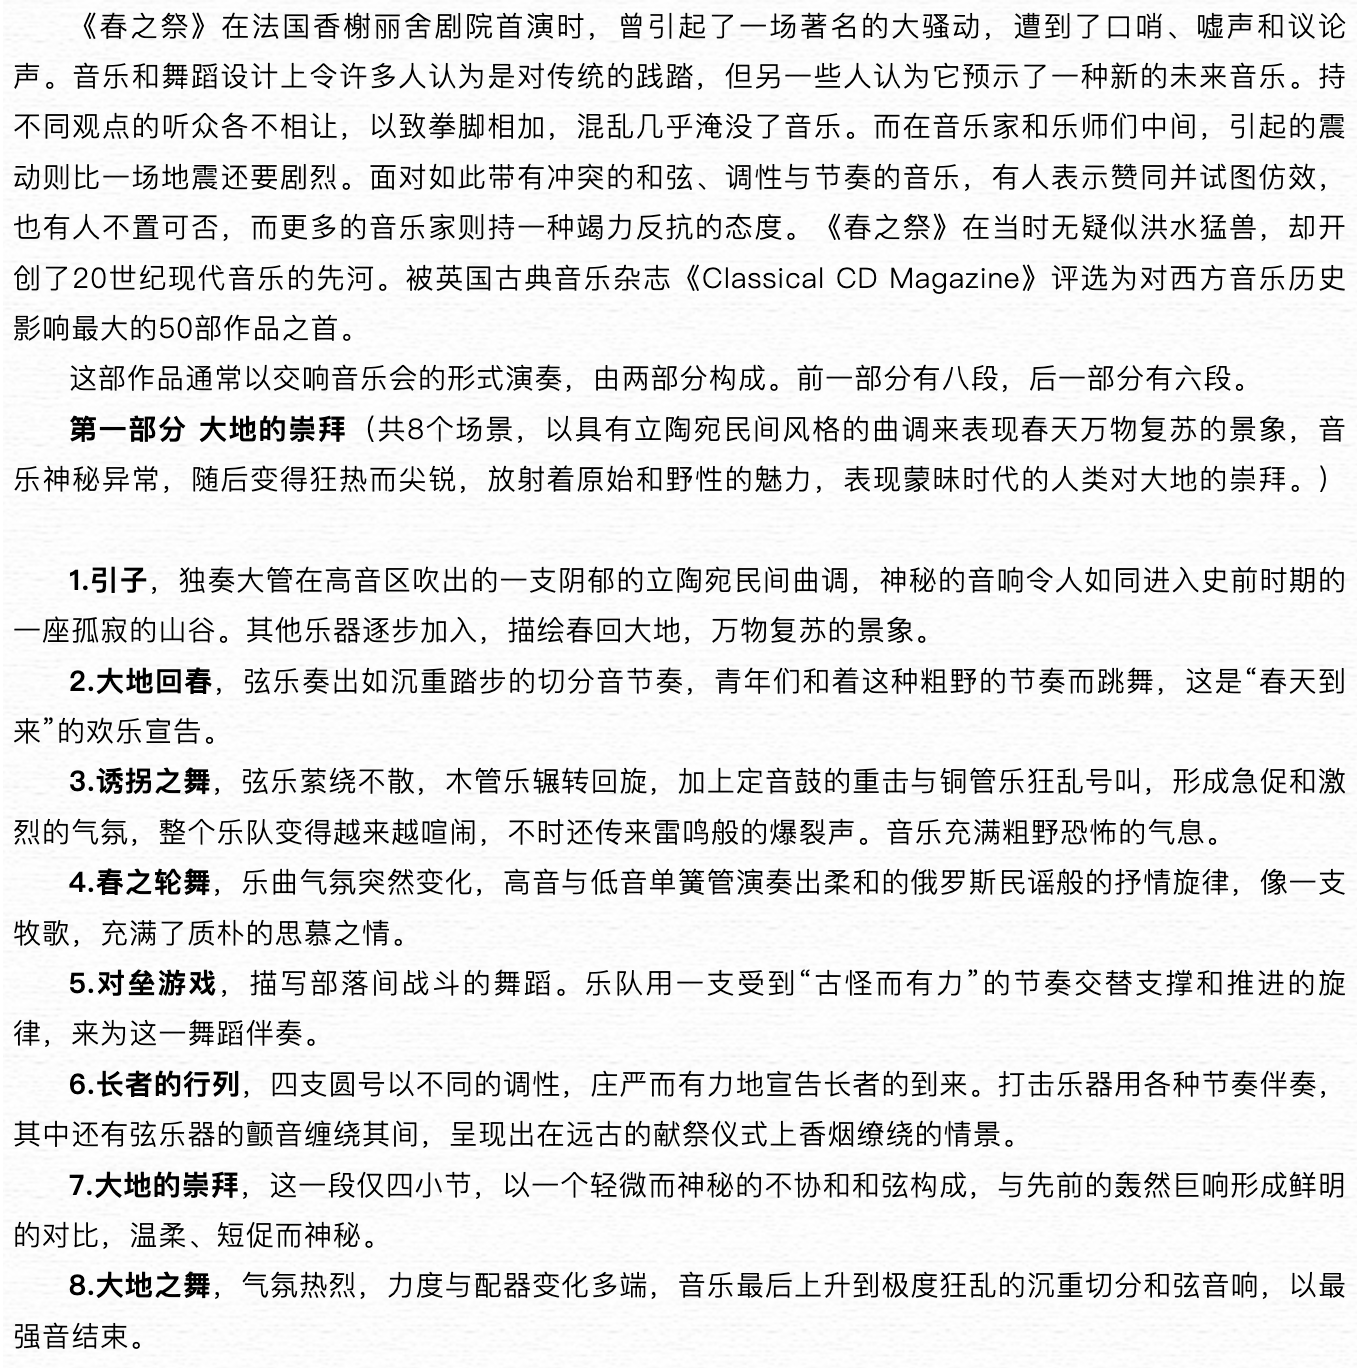 《春之祭》在法国香榭丽舍剧院首演时，曾引起了一场著名的大骚动，遭到了口哨、嘘声和议论
声。音乐和舞蹈设计上令许多人认为是对传统的践踏，但另一些人认为它预示了一种新的未来音乐。持
不同观点的听众各不相让，以致拳脚相加，混乱几乎淹没了音乐。而在音乐家和乐师们中间，引起的震
动则比一场地震还要剧烈。面对如此带有冲突的和弦、调性与节奏的音乐，有人表示赞同并试图仿效，
也有人不置可否，而更多的音乐家则持一种竭力反抗的态度。《春之祭》在当时无疑似洪水猛兽，却开
创了20世纪现代音乐的先河。被英国古典音乐杂志《Classical CD Magazine》评选为对西方音乐历史
影响最大的50部作品之首。
这部作品通常以交响音乐会的形式演奏，由两部分构成。前一部分有八段，后一部分有六段。
第一部分 大地的崇拜（共8个场景，以具有立陶宛民间风格的曲调来表现春天万物复苏的景象，音
乐神秘异常，随后变得狂热而尖锐，放射着原始和野性的魅力，表现蒙昧时代的人类对大地的崇拜。）
1.引子，独奏大管在高音区吹出的一支阴郁的立陶宛民间曲调，神秘的音响令人如同进入史前时期的
一座孤寂的山谷。其他乐器逐步加入，描绘春回大地，万物复苏的景象。
2.大地回春，弦乐奏出如沉重踏步的切分音节奏，青年们和着这种粗野的节奏而跳舞，这是“春天到
来”的欢乐宣告。
3.诱拐之舞，弦乐萦绕不散，木管乐辗转回旋，加上定音鼓的重击与铜管乐狂乱号叫，形成急促和激
烈的气氛，整个乐队变得越来越喧闹，不时还传来雷鸣般的爆裂声。音乐充满粗野恐怖的气息。
4.春之轮舞，乐曲气氛突然变化，高音与低音单簧管演奏出柔和的俄罗斯民谣般的抒情旋律，像一支
牧歌，充满了质朴的思慕之情。
5.对垒游戏，描写部落间战斗的舞蹈。乐队用一支受到“古怪而有力”的节奏交替支撑和推进的旋
律，来为这一舞蹈伴奏。
6.长者的行列，四支圆号以不同的调性，庄严而有力地宣告长者的到来。打击乐器用各种节奏伴奏，
其中还有弦乐器的颤音缠绕其间，呈现出在远古的献祭仪式上香烟缭绕的情景。
7.大地的崇拜，这一段仅四小节，以一个轻微而神秘的不协和和弦构成，与先前的轰然巨响形成鲜明
的对比，温柔、短促而神秘。
8.大地之舞，气氛热烈，力度与配器变化多端，音乐最后上升到极度狂乱的沉重切分和弦音响，以最
强音结束。